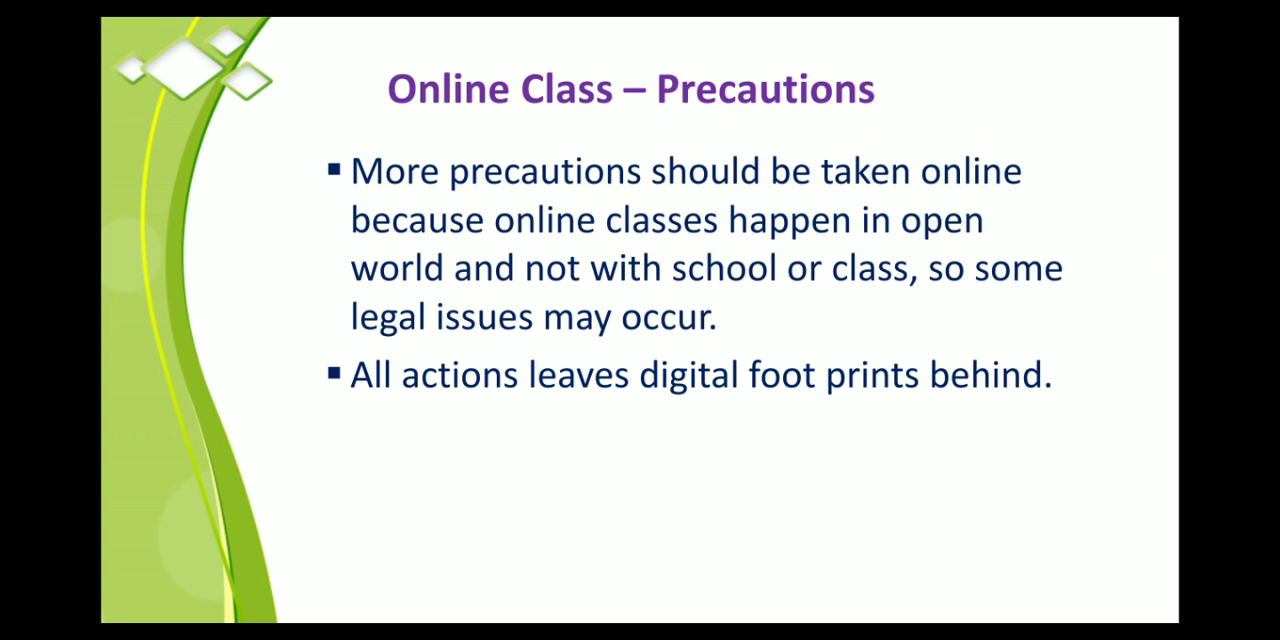 Online Class – Precautions
▪ More precautions should be taken online
because online classes happen in open
world and not with school or class, so some
legal issues may occur.
▪ All actions leaves digital foot prints behind.